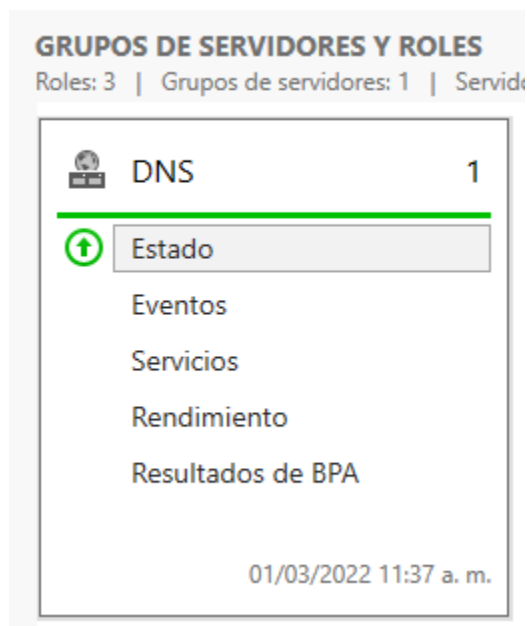 GRUPOS DE SERVIDORES Y ROLES
Roles: 3 | Grupos de servidores: 1 |
DNS 1
Estado
Eventos
Servicios
Rendimiento
Resultados de BPA
01/03/2022 11:37 a. m.